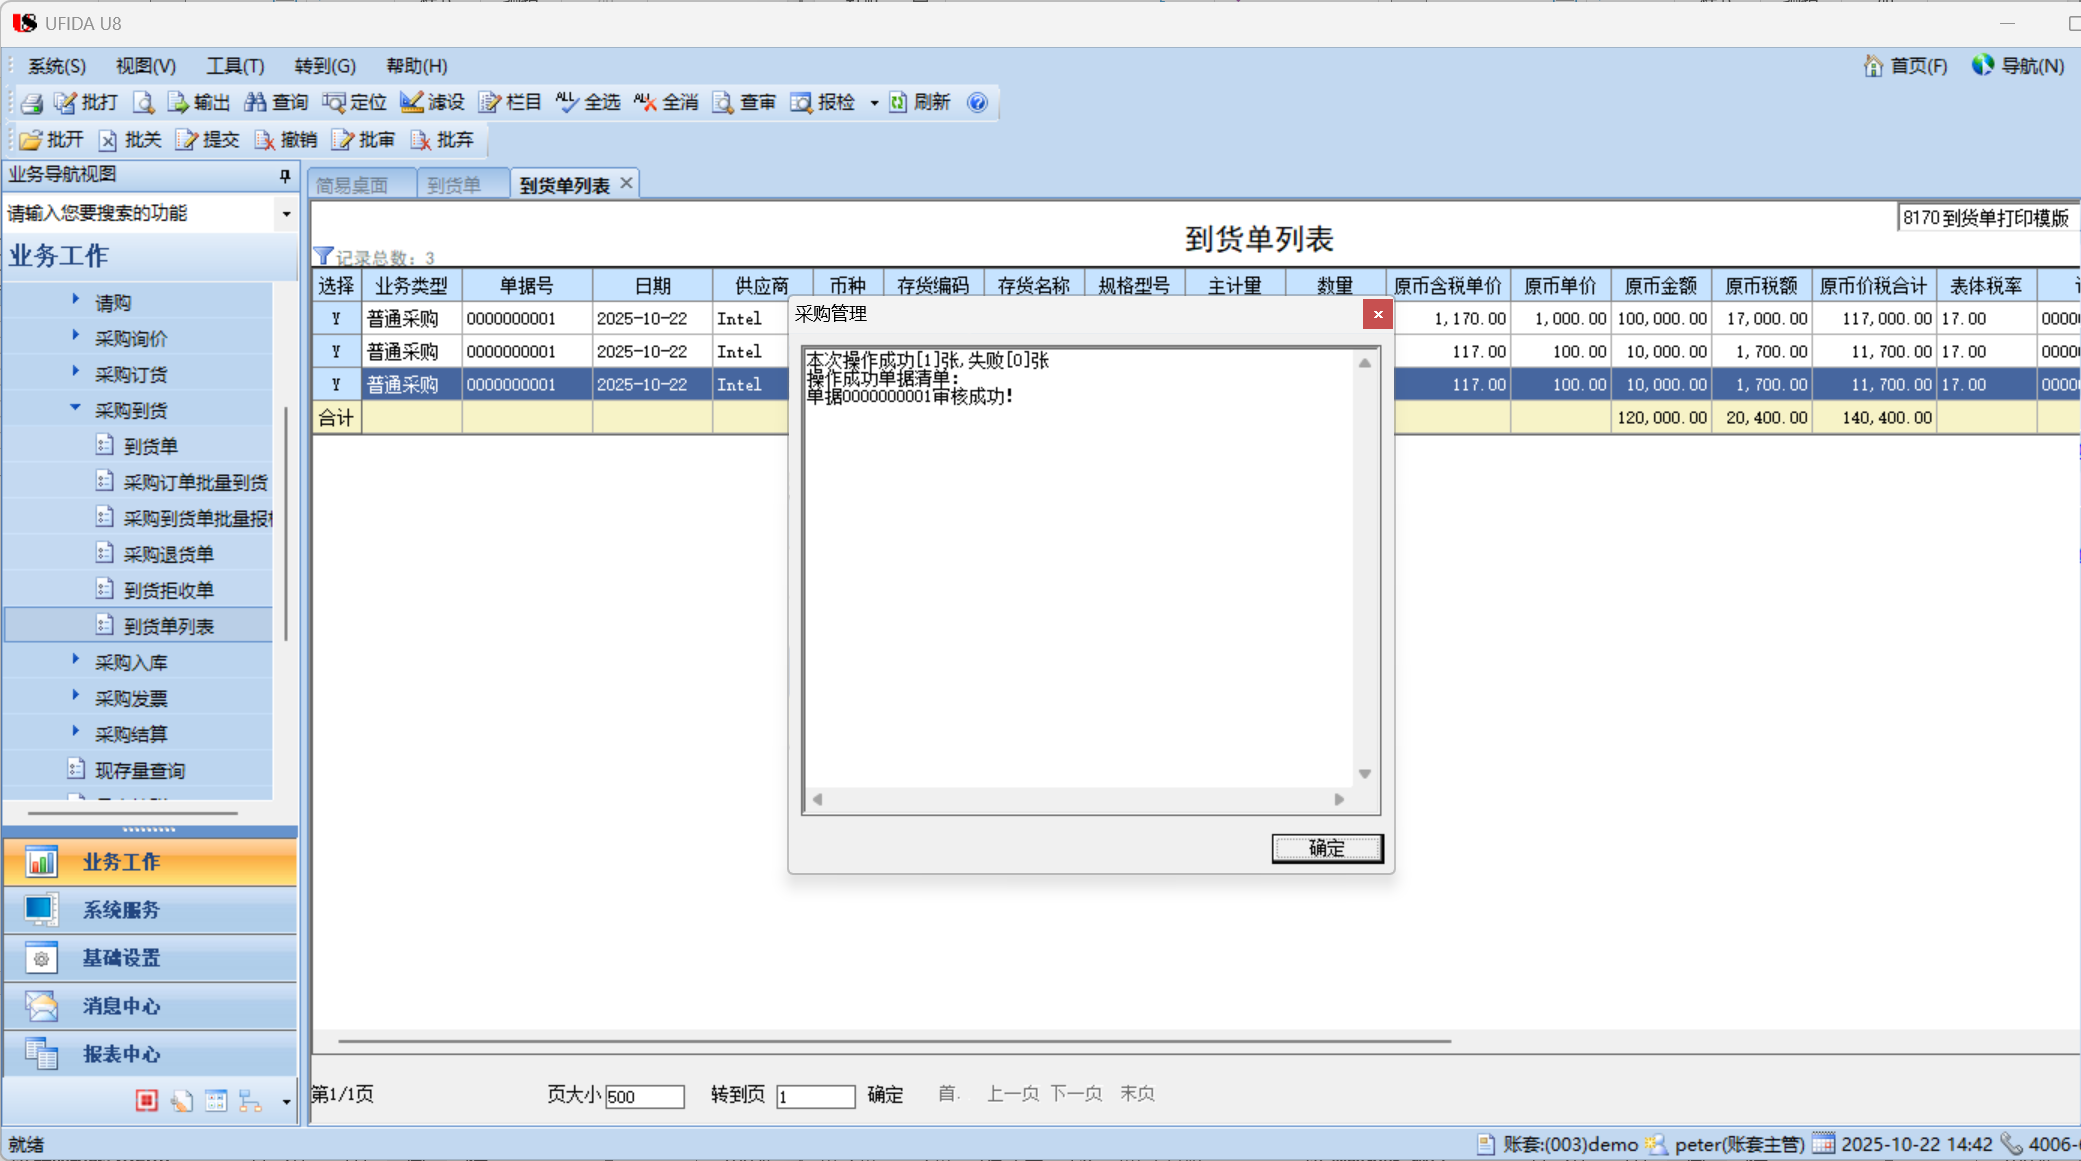 UFIDA U8
系统(S) 视图(V) 工具(T) 转到(G) 帮助(H) 首页(F) 导航(N)
批打 输出 查询 定位 滤设 栏目 全选 全消 查审 报检 刷新
批开 批关 提交 撤销 批审 批弃
业务导航视图
简易桌面 到货单 到货单列表
请输入您要搜索的功能
8170到货单打印模版
到货单列表
业务工作
记录总数: 3
选择 业务类型 单据号 日期 供应商 币种 存货编码 存货名称 规格型号 主计量 数量 原币含税单价 原币单价 原币金额 原币税额 原币价税合计 表体税率
Y 普通采购 0000000001 2025-10-22 Intel 1,170.00 1,000.00 100,000.00 17,000.00 117,000.00 17.00 0000
Y 普通采购 0000000001 2025-10-22 Intel 117.00 100.00 10,000.00 1,700.00 11,700.00 17.00 0000
Y 普通采购 0000000001 2025-10-22 Intel 117.00 100.00 10,000.00 1,700.00 11,700.00 17.00 0000
合计 120,000.00 20,400.00 140,400.00
采购管理
本次操作成功[1]张,失败[0]张
操作成功单据清单:
单据0000000001审核成功!
确定
请购
采购询价
采购订货
采购到货
到货单
采购订单批量到货
采购到货单批量报
采购退货单
到货拒收单
到货单列表
采购入库
采购发票
采购结算
现存量查询
业务工作
系统服务
基础设置
消息中心
报表中心
第1/1页 页大小 500 转到页 1 确定 首. 上一页 下一页 末页
就绪 账套:(003)demo peter(账套主管) 2025-10-22 14:42 4006-